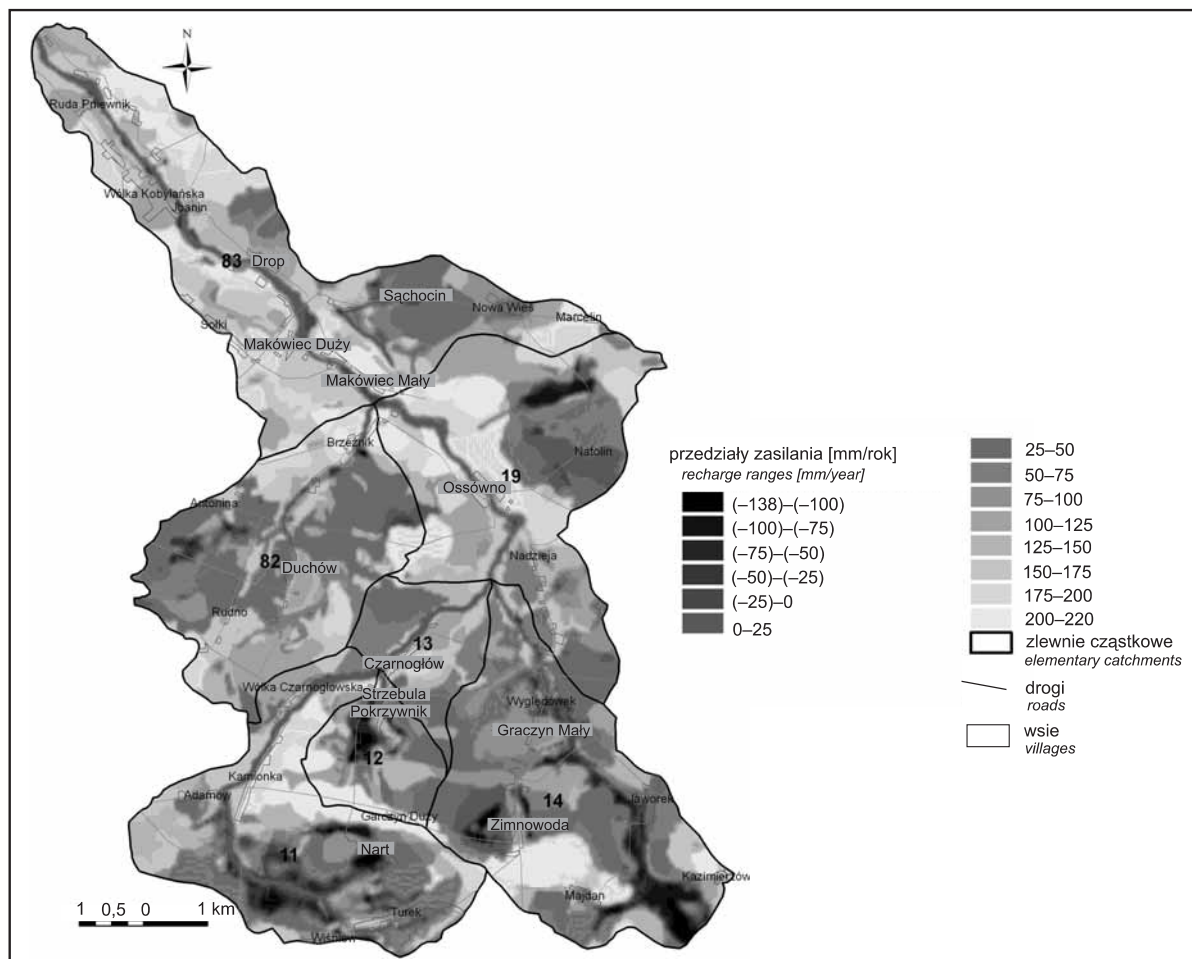 N
Ruda Pniewnik
Wólka Kobylańska
Joanin
83 Drop
Sąchocin
Nowa Wieś
Marcelin
Sołki
Makówiec Duży
Makówiec Mały
Brzeźnik
Natolin
19
Ossówno
Antonina
Nadzieja
82 Duchów
Rudno
13
Czarnogłów
Wólka Czarnogłowska
Strzebula
Pokrzywnik
Wyględówek
Graczyn Mały
12
Kamionka
Adamów
Garczyn Duży
14
Jaworek
Zimnowoda
11
Nart
Kazimierzów
Majdan
Turek
Wiśniew
1 0,5 0 1 km
przedziały zasilania [mm/rok]
recharge ranges [mm/year]
(–138)–(–100)
(–100)–(–75)
(–75)–(–50)
(–50)–(–25)
(–25)–0
0–25
25–50
50–75
75–100
100–125
125–150
150–175
175–200
200–220
zlewnie cząstkowe
elementary catchments
drogi
roads
wsie
villages